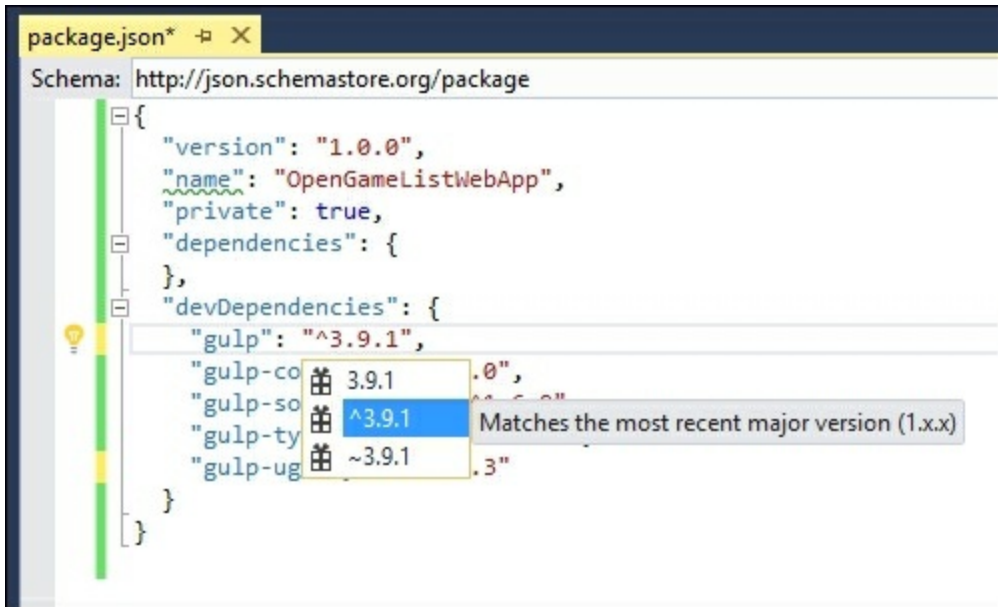 package.json*
Schema: http://json.schemastore.org/package
{
"version": "1.0.0",
"name": "OpenGameListWebApp",
"private": true,
"dependencies": {
},
"devDependencies": {
"gulp": "^3.9.1",
"gulp-co .0",
3.9.1
"gulp-so
^3.9.1 Matches the most recent major version (1.x.x)
"gulp-ty
~3.9.1
"gulp-ug .3"
}
}